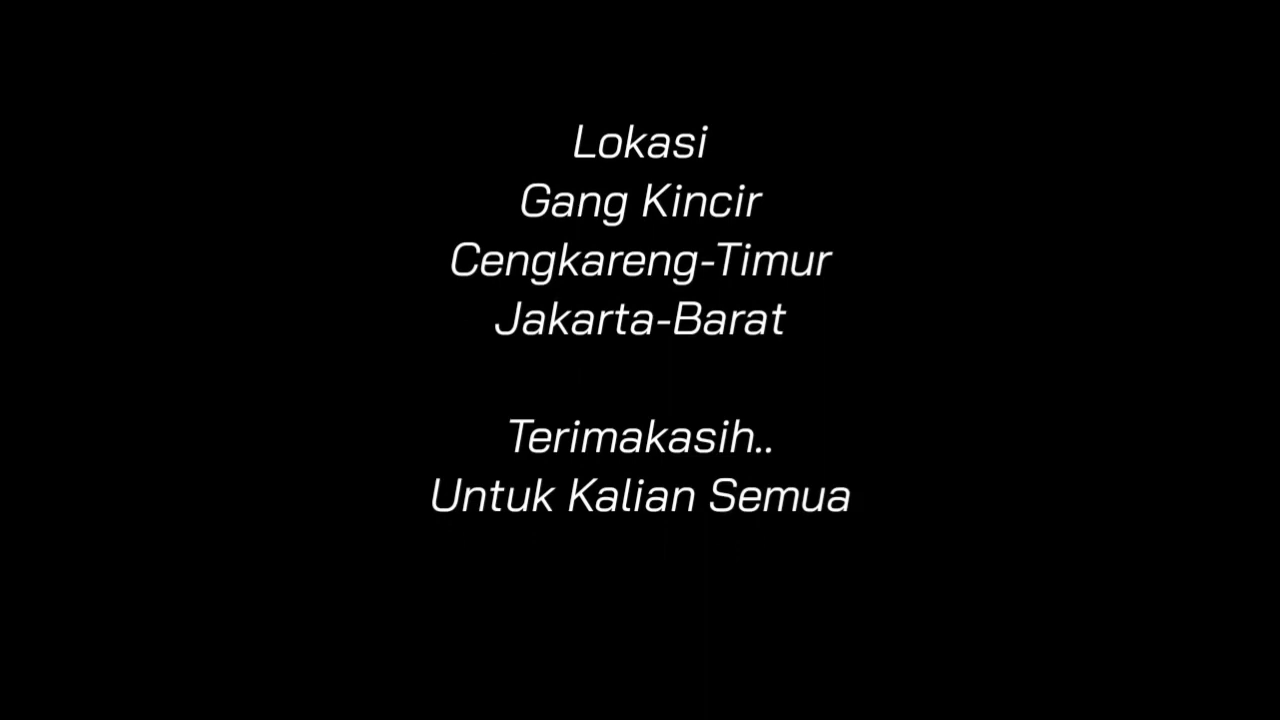 Lokasi
Gang Kincir
Cengkareng-Timur
Jakarta-Barat
Terimakasih..
Untuk Kalian Semua